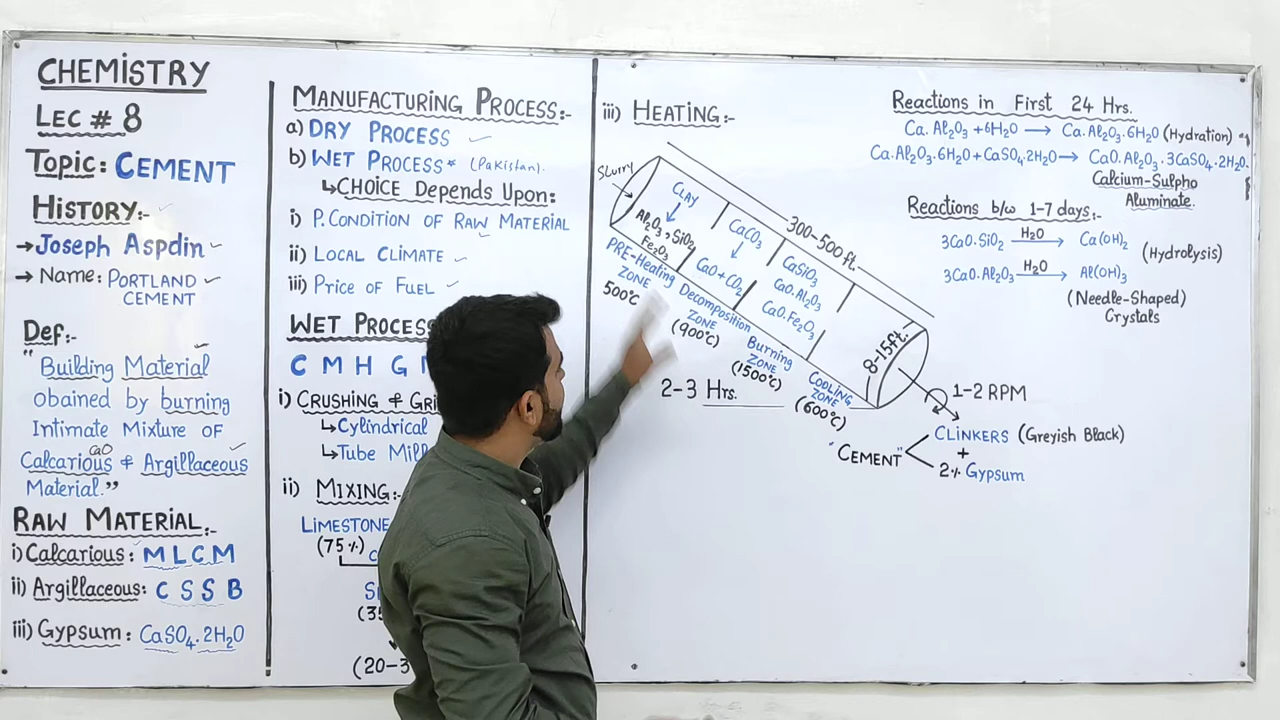 CHEMISTRY
LEC # 8
Topic: CEMENT
HISTORY:-
→ Joseph Aspdin
→ Name: PORTLAND
CEMENT
Def:
"Building Material
obained by burning
Intimate Mixture OF
CaO
Calcarious & Argillaceous
Material."
RAW MATERIAL:-
i) Calcarious: M L C M
ii) Argillaceous: C S S B
iii) Gypsum: CaSO₄.2H₂O
MANUFACTURING PROCESS:-
a) DRY PROCESS
b) WET PROCESS* (Pakistan).
↳ CHOICE Depends Upon:
i) P. CONDITION OF RAW MATERIAL
ii) LOCAL CLIMATE
iii) Price of FUEL
WET PROCESS
C M H G
i) CRUSHING &
↳ Cylindrical
↳ Tube Mill
ii) MIXING:-
LIMESTONE
(75%)
(20-3
iii) HEATING:-
Slurry
300-500 ft.
CLAY
↓
Al₂O₃, SiO₂
Fe₂O₃
PRE-Heating
ZONE
500°C
CaCO₃
↓
CaO + CO₂
Decomposition
ZONE
(900°C)
CaSiO₃
CaO.Al₂O₃
CaO.Fe₂O₃
Burning
ZONE
(1500°C)
COOLING
ZONE
(600°C)
8-15ft.
1-2 RPM
2-3 Hrs.
"CEMENT"
CLINKERS (Greyish Black)
+
2% Gypsum
Reactions in First 24 Hrs.
Ca.Al₂O₃ + 6H₂O → Ca.Al₂O₃.6H₂O (Hydration)
Ca.Al₂O₃.6H₂O + CaSO₄.2H₂O → CaO.Al₂O₃.3CaSO₄.2H₂O.
Calcium-Sulpho
Aluminate.
Reactions b/w 1-7 days:-
3CaO.SiO₂ H₂O→ Ca(OH)₂
(Hydrolysis)
3CaO.Al₂O₃ H₂O→ Al(OH)₃
(Needle-Shaped)
Crystals